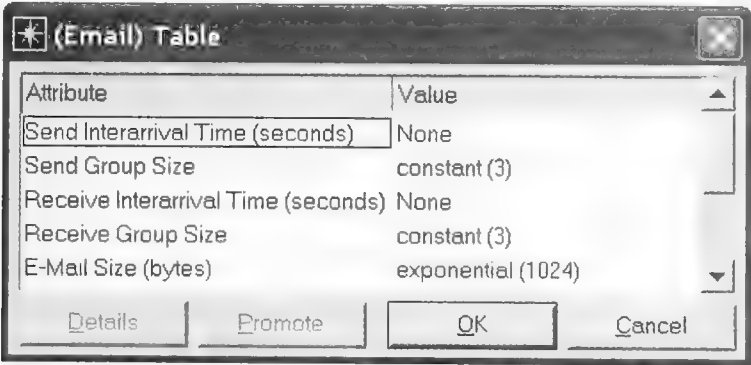 (Email) Table
Attribute Value
Send Interarrival Time (seconds) None
Send Group Size constant (3)
Receive Interarrival Time (seconds) None
Receive Group Size constant (3)
E-Mail Size (bytes) exponential (1024)
Details Promote OK Cancel